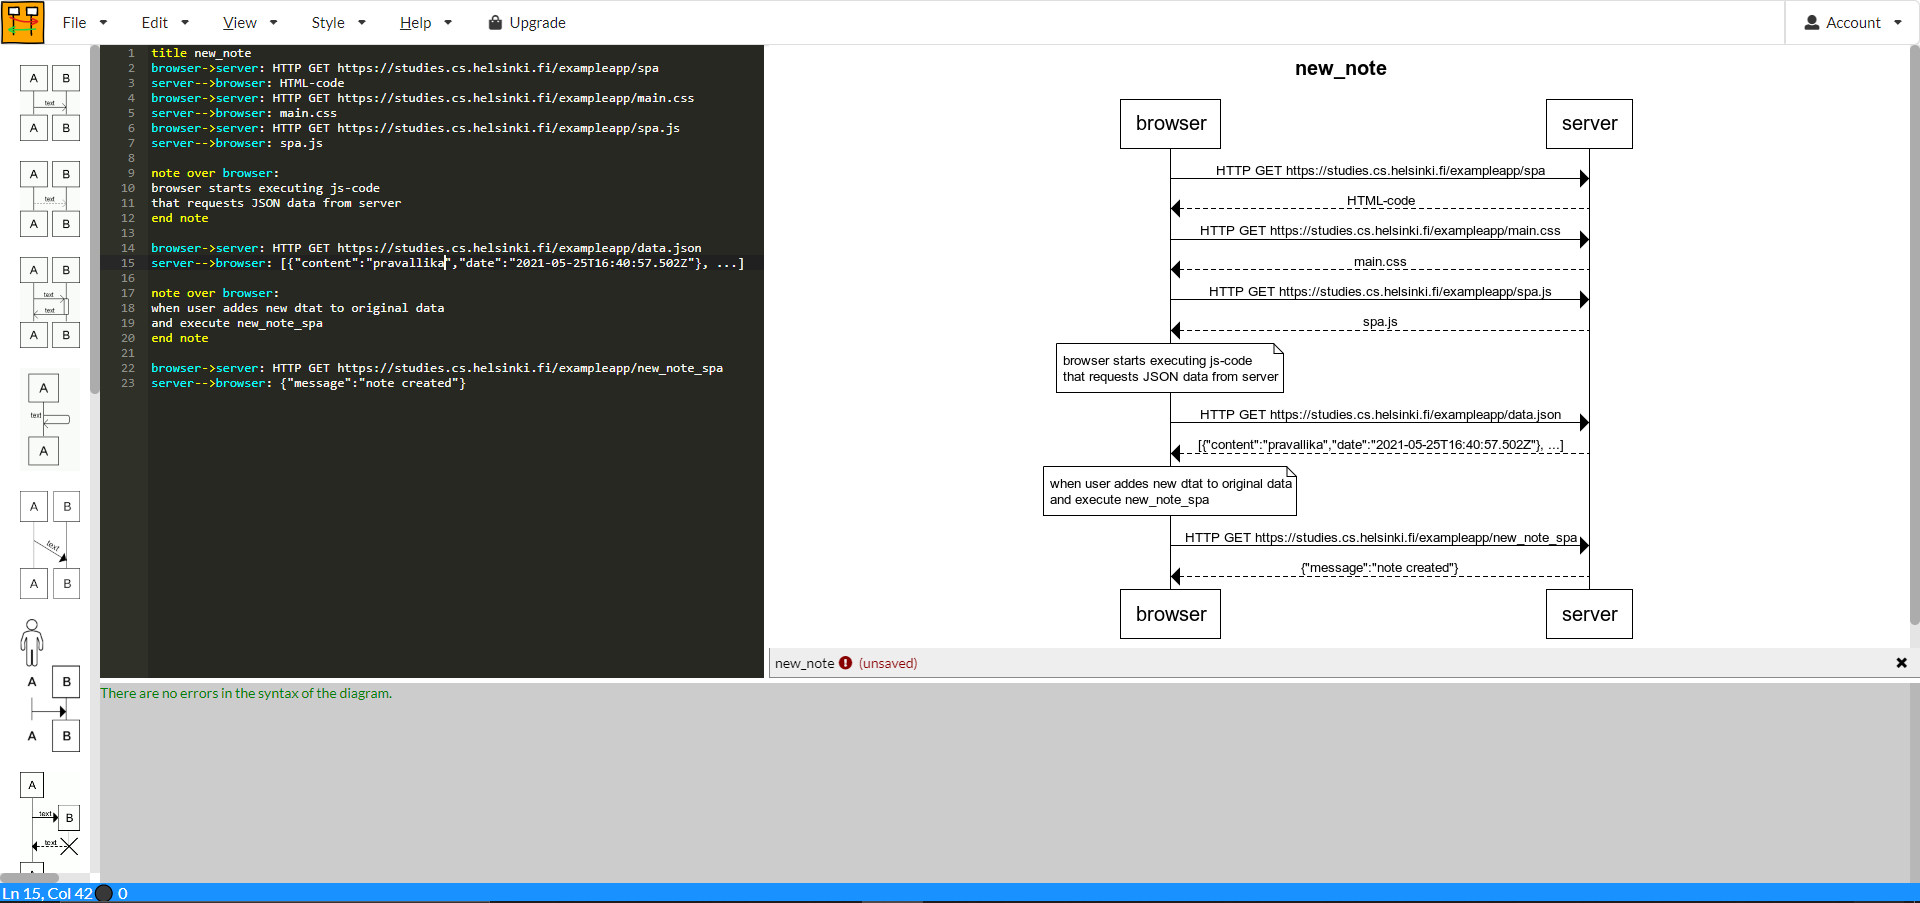 File
Edit
View
Style
Help
Upgrade
Account
A B
text
A B
A B
text
A B
A B
text
text
A B
A
text
A
A B
text
A B
A B
A B
A
text B
text
1 title new_note
2 browser->server: HTTP GET https://studies.cs.helsinki.fi/exampleapp/spa
3 server-->browser: HTML-code
4 browser->server: HTTP GET https://studies.cs.helsinki.fi/exampleapp/main.css
5 server-->browser: main.css
6 browser->server: HTTP GET https://studies.cs.helsinki.fi/exampleapp/spa.js
7 server-->browser: spa.js
8
9 note over browser:
10 browser starts executing js-code
11 that requests JSON data from server
12 end note
13
14 browser->server: HTTP GET https://studies.cs.helsinki.fi/exampleapp/data.json
15 server-->browser: [{"content":"pravallika","date":"2021-05-25T16:40:57.502Z"}, ...]
16
17 note over browser:
18 when user addes new dtat to original data
19 and execute new_note_spa
20 end note
21
22 browser->server: HTTP GET https://studies.cs.helsinki.fi/exampleapp/new_note_spa
23 server-->browser: {"message":"note created"}
new_note
browser server
HTTP GET https://studies.cs.helsinki.fi/exampleapp/spa
HTML-code
HTTP GET https://studies.cs.helsinki.fi/exampleapp/main.css
main.css
HTTP GET https://studies.cs.helsinki.fi/exampleapp/spa.js
spa.js
browser starts executing js-code
that requests JSON data from server
HTTP GET https://studies.cs.helsinki.fi/exampleapp/data.json
[{"content":"pravallika","date":"2021-05-25T16:40:57.502Z"}, ...]
when user addes new dtat to original data
and execute new_note_spa
HTTP GET https://studies.cs.helsinki.fi/exampleapp/new_note_spa
{"message":"note created"}
browser server
new_note (unsaved)
There are no errors in the syntax of the diagram.
Ln 15, Col 42 0